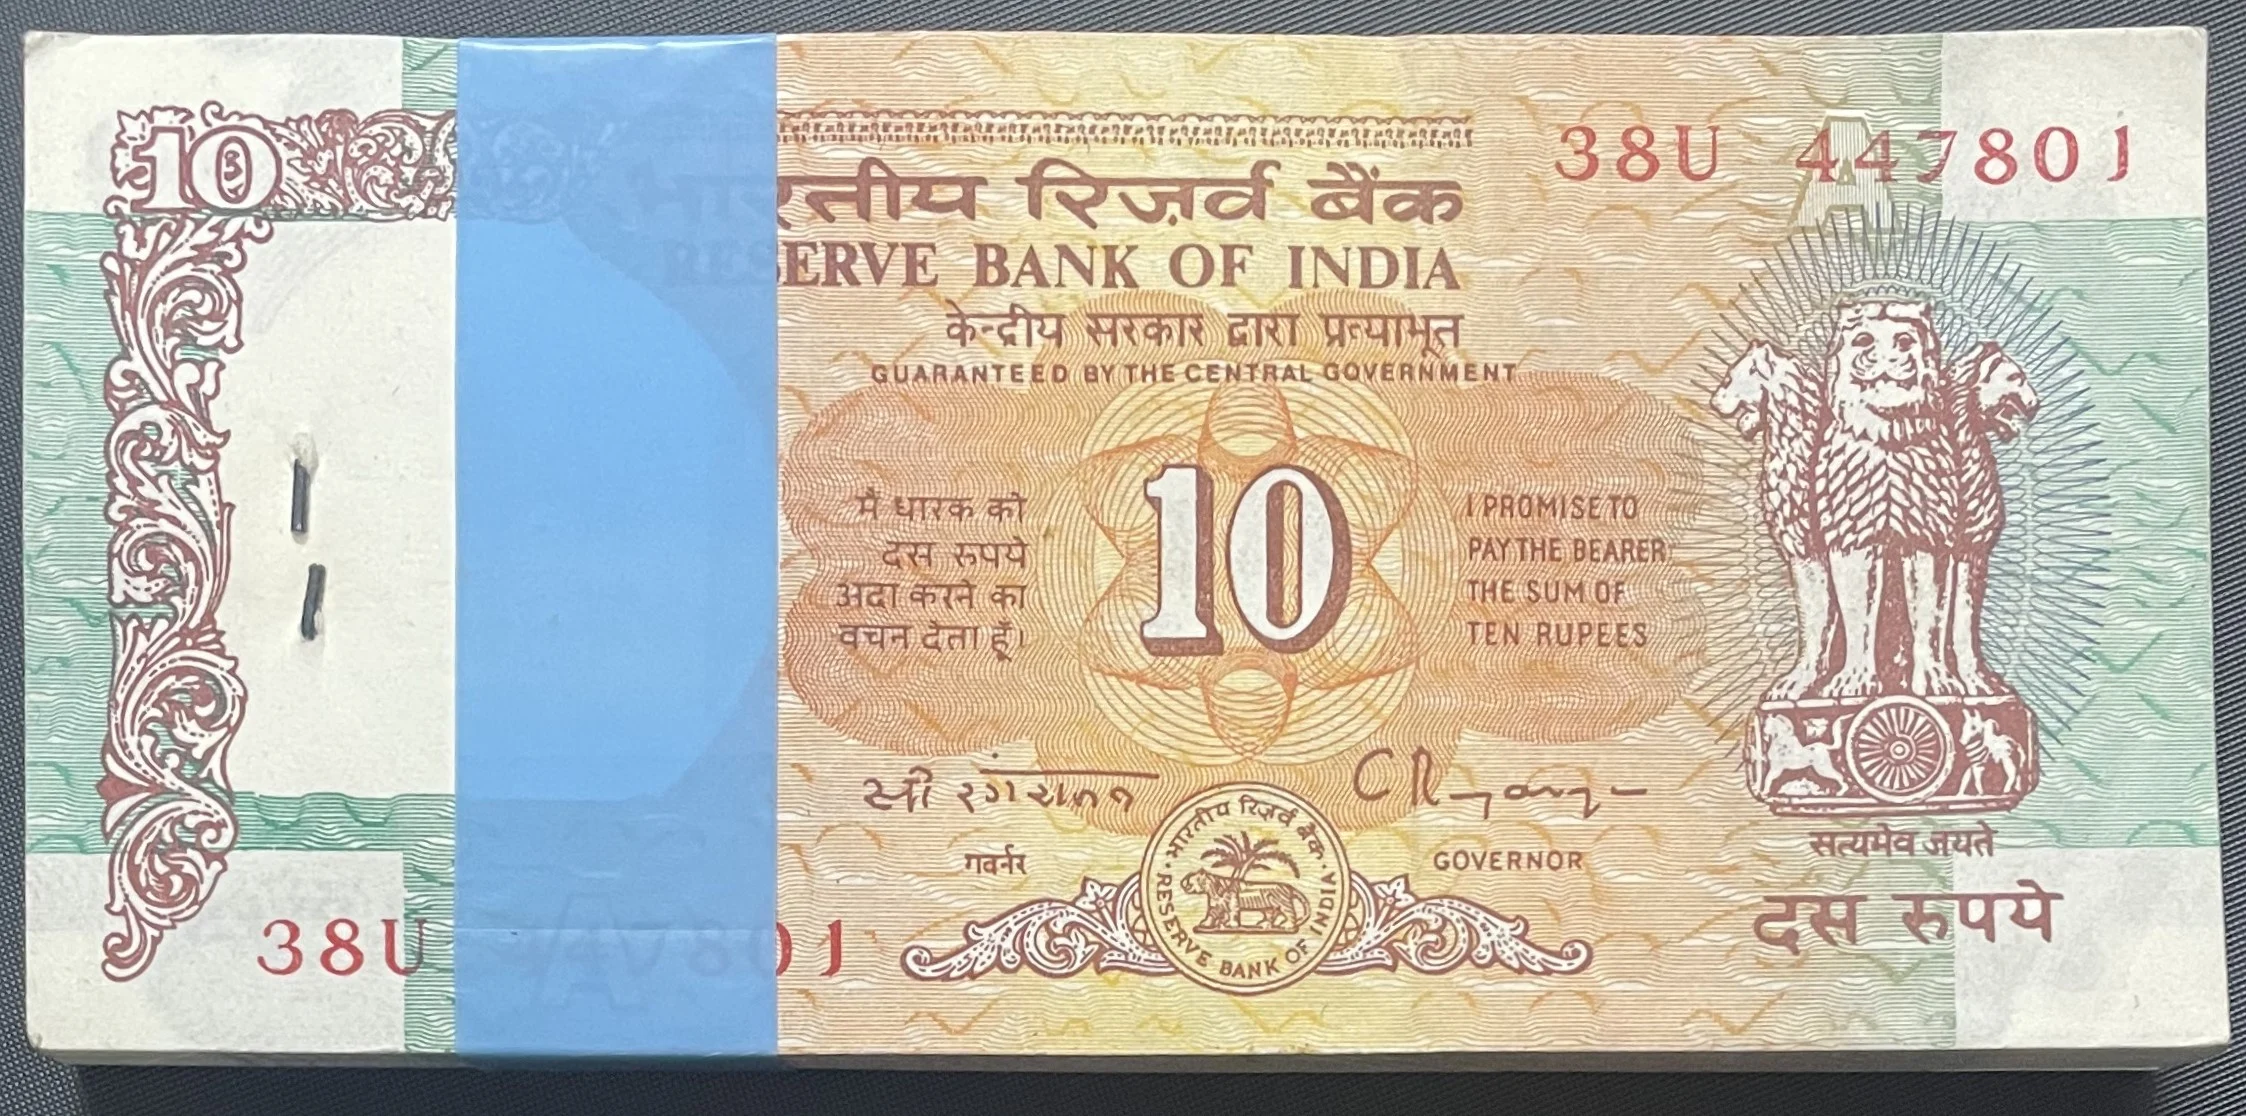 10
38U 447801
भारतीय रिज़र्व बैंक
RESERVE BANK OF INDIA
केन्द्रीय सरकार द्वारा प्रत्याभूत
GUARANTEED BY THE CENTRAL GOVERNMENT
मैं धारक को
दस रुपये
अदा करने का
वचन देता हूँ।
10
I PROMISE TO
PAY THE BEARER
THE SUM OF
TEN RUPEES
गवर्नर
GOVERNOR
भारतीय रिज़र्व बैंक
RESERVE BANK OF INDIA
सत्यमेव जयते
दस रुपये
38U 447801